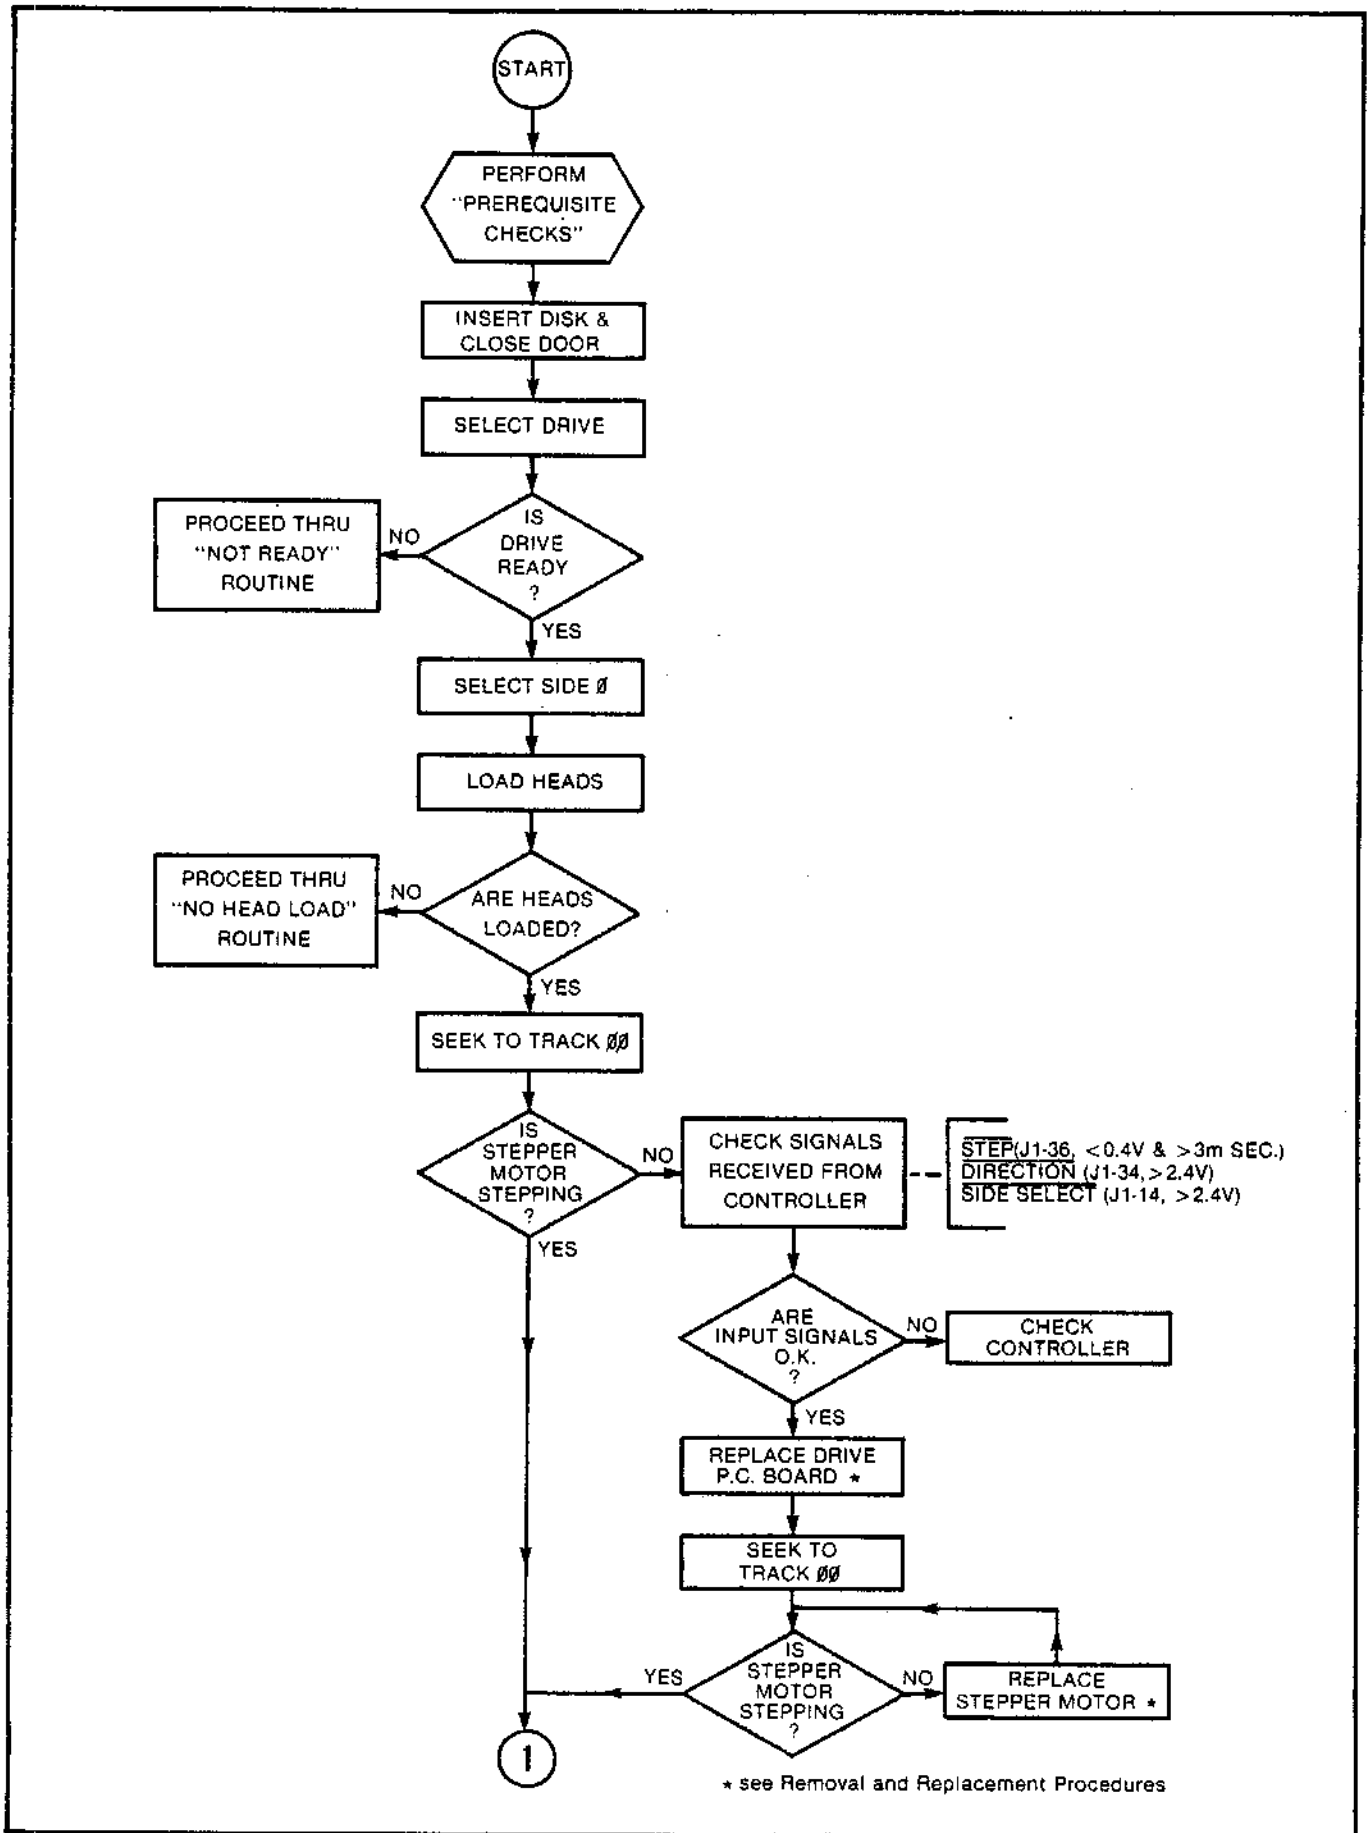 START
PERFORM
"PREREQUISITE
CHECKS"
INSERT DISK &
CLOSE DOOR
SELECT DRIVE
IS
DRIVE
READY
?
NO
PROCEED THRU
"NOT READY"
ROUTINE
YES
SELECT SIDE Ø
LOAD HEADS
ARE HEADS
LOADED?
NO
PROCEED THRU
"NO HEAD LOAD"
ROUTINE
YES
SEEK TO TRACK ØØ
IS
STEPPER
MOTOR
STEPPING
?
NO
CHECK SIGNALS
RECEIVED FROM
CONTROLLER
STEP(J1-36, <0.4V & >3m SEC.)
DIRECTION (J1-34, >2.4V)
SIDE SELECT (J1-14, >2.4V)
YES
ARE
INPUT SIGNALS
O.K.
?
NO
CHECK
CONTROLLER
YES
REPLACE DRIVE
P.C. BOARD *
SEEK TO
TRACK ØØ
IS
STEPPER
MOTOR
STEPPING
?
YES
NO
REPLACE
STEPPER MOTOR *
1
* see Removal and Replacement Procedures